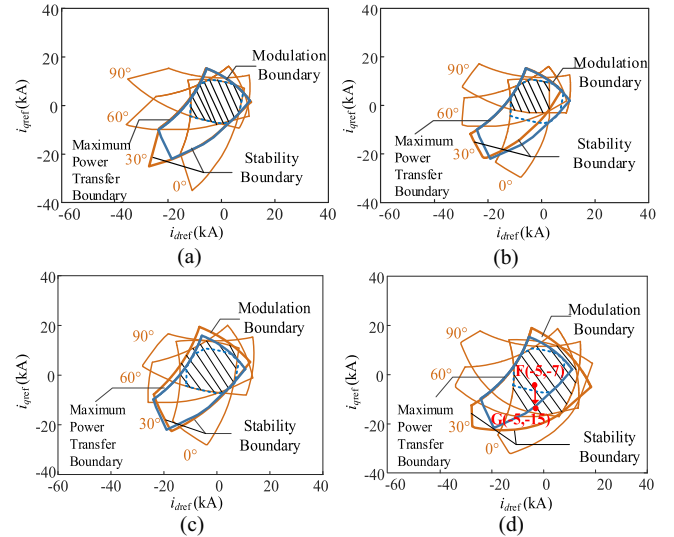 40
20
0
-20
-40
-60
-40
-20
0
20
40
i_qref(kA)
i_dref(kA)
90°
60°
30°
0°
Modulation
Boundary
Maximum
Power
Transfer
Boundary
Stability
Boundary
(a)
40
20
0
-20
-40
-60
-40
-20
0
20
40
i_qref(kA)
i_dref(kA)
90°
60°
30°
0°
Modulation
Boundary
Maximum
Power
Transfer
Boundary
Stability
Boundary
(b)
40
20
0
-20
-40
-60
-40
-20
0
20
40
i_qref(kA)
i_dref(kA)
90°
60°
30°
0°
Modulation
Boundary
Maximum
Power
Transfer
Boundary
Stability
Boundary
(c)
40
20
0
-20
-40
-60
-40
-20
0
20
40
i_qref(kA)
i_dref(kA)
90°
60°
30°
0°
Modulation
Boundary
F(-5,-7)
G(-5,-15)
Maximum
Power
Transfer
Boundary
Stability
Boundary
(d)